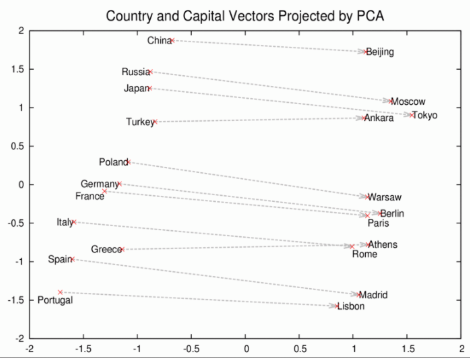 Country and Capital Vectors Projected by PCA
2
1.5
1
0.5
0
-0.5
-1
-1.5
-2
China
Beijing
Russia
Japan
Moscow
Turkey
Ankara
Tokyo
Poland
Germany
France
Warsaw
Berlin
Paris
Italy
Greece
Athens
Rome
Spain
Madrid
Portugal
Lisbon
-2
-1.5
-1
-0.5
0
0.5
1
1.5
2